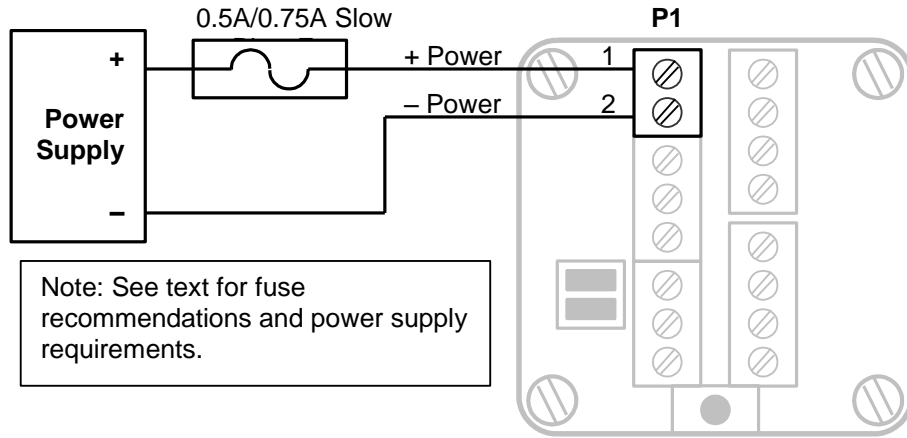 0.5A/0.75A Slow
P1
+
+ Power
1
– Power
2
Power
Supply
–
Note: See text for fuse
recommendations and power supply
requirements.